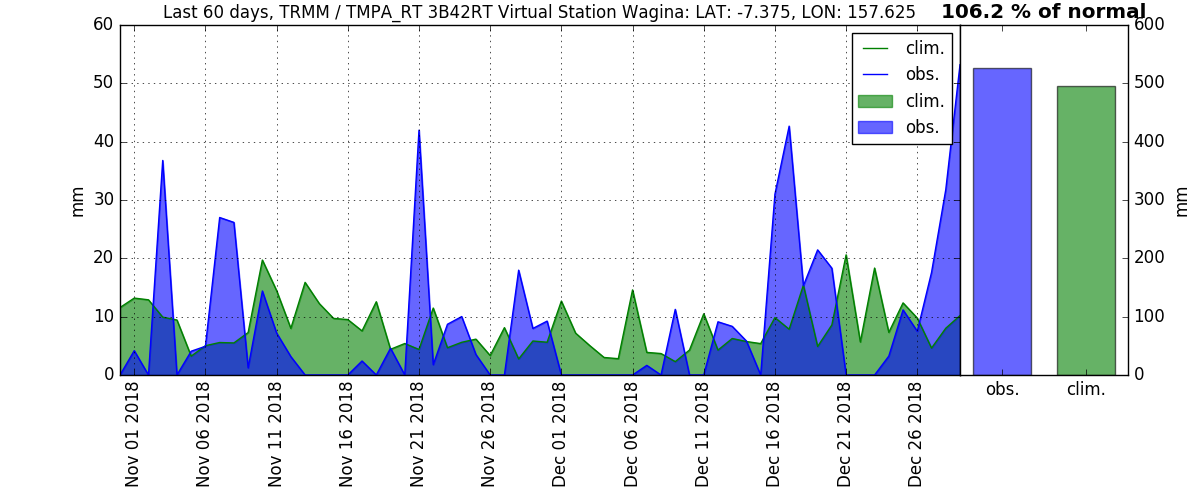 Last 60 days, TRMM / TMPA_RT 3B42RT Virtual Station Wagina: LAT: -7.375, LON: 157.625
106.2 % of normal
60
50
40
30
20
10
0
mm
clim.
obs.
clim.
obs.
600
500
400
300
200
100
0
mm
obs.
clim.
Nov 01 2018
Nov 06 2018
Nov 11 2018
Nov 16 2018
Nov 21 2018
Nov 26 2018
Dec 01 2018
Dec 06 2018
Dec 11 2018
Dec 16 2018
Dec 21 2018
Dec 26 2018